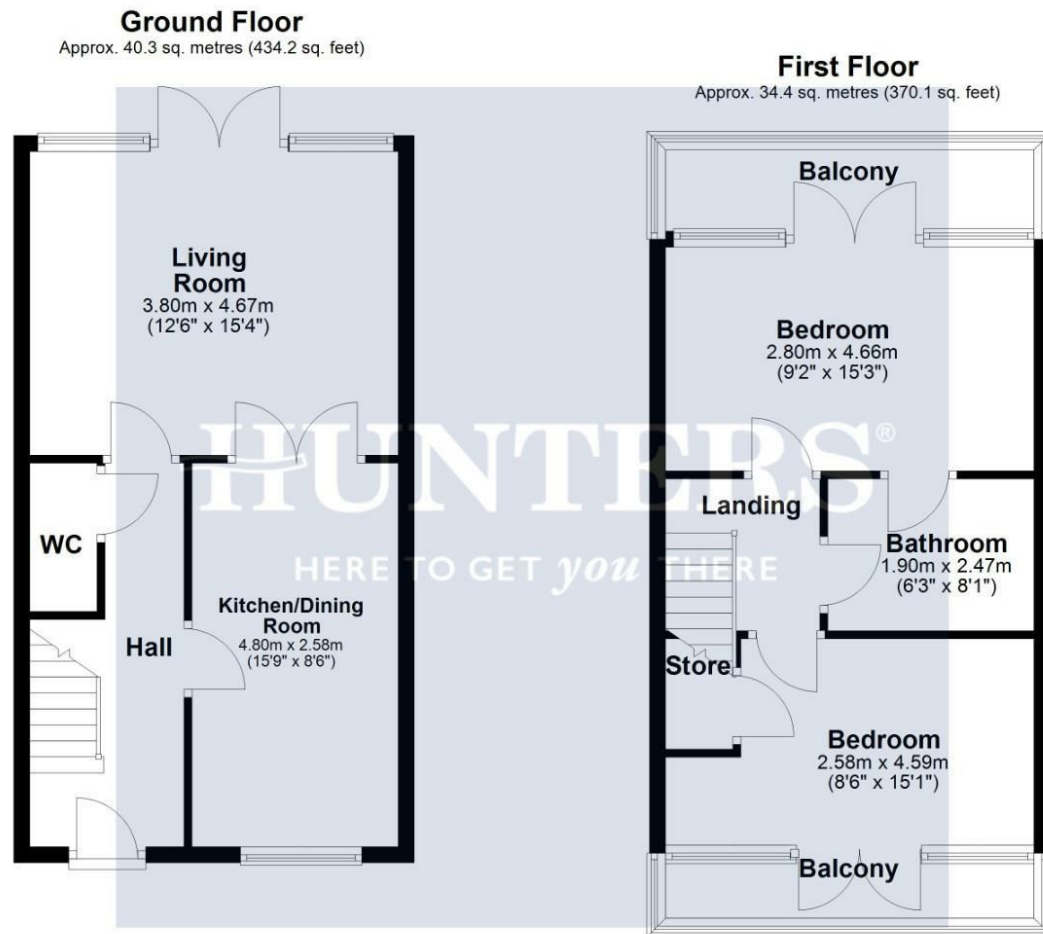 Ground Floor
Approx. 40.3 sq. metres (434.2 sq. feet)
Living
Room
3.80m x 4.67m
(12'6" x 15'4")
WC
Hall
Kitchen/Dining
Room
4.80m x 2.58m
(15'9" x 8'6")
First Floor
Approx. 34.4 sq. metres (370.1 sq. feet)
Balcony
Bedroom
2.80m x 4.66m
(9'2" x 15'3")
Landing
Bathroom
1.90m x 2.47m
(6'3" x 8'1")
Store
Bedroom
2.58m x 4.59m
(8'6" x 15'1")
Balcony
HUNTERS®
HERE TO GET you THERE